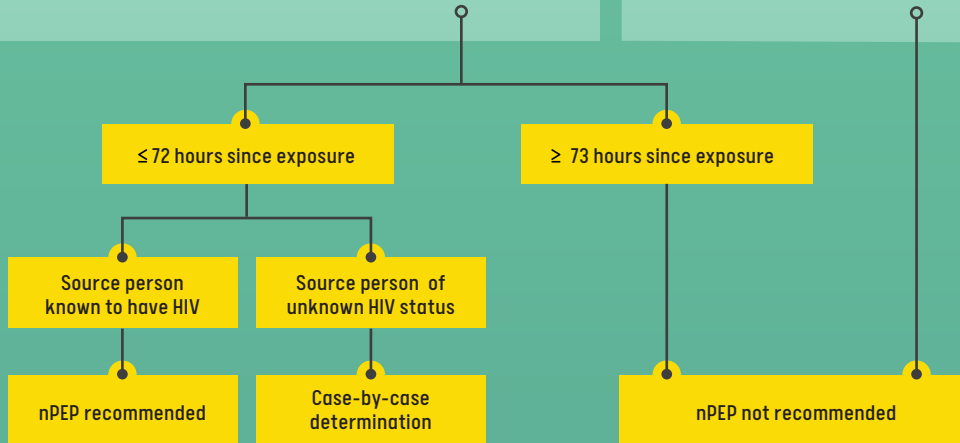 ≤ 72 hours since exposure
≥ 73 hours since exposure
Source person
known to have HIV
Source person of
unknown HIV status
nPEP recommended
Case-by-case
determination
nPEP not recommended